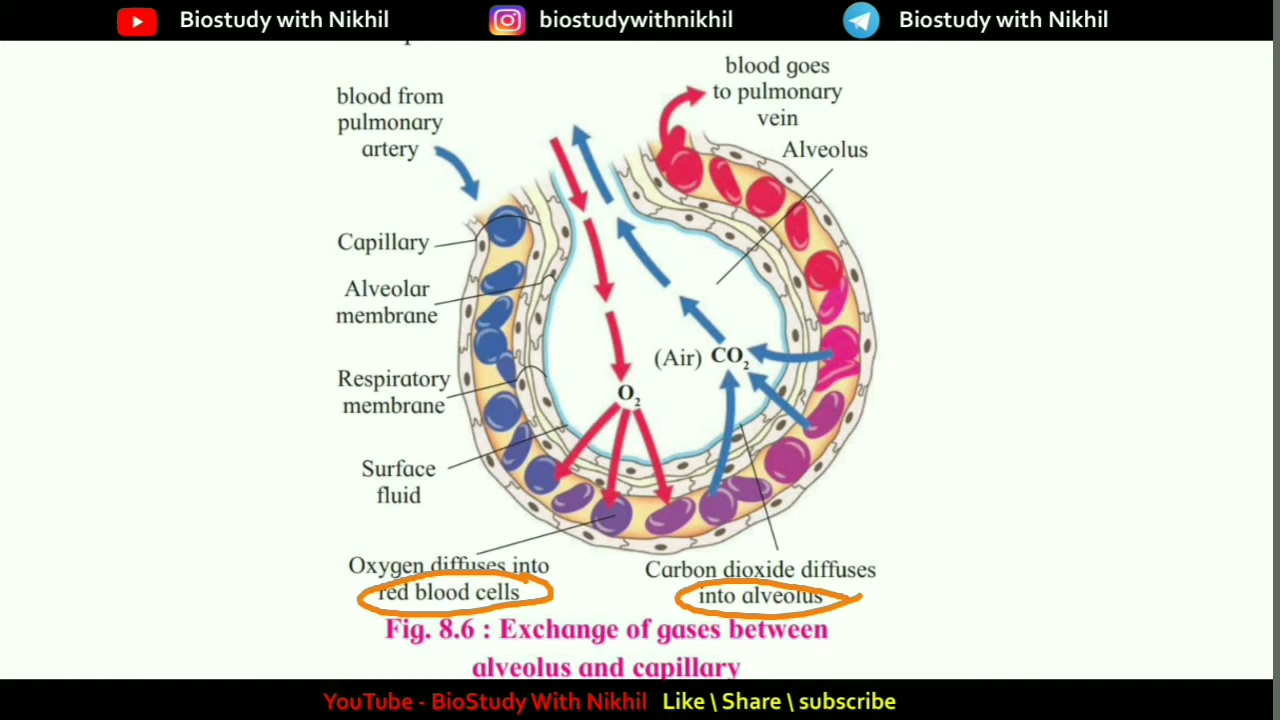 Biostudy with Nikhil
biostudywithnikhil
Biostudy with Nikhil
blood from
pulmonary
artery
blood goes
to pulmonary
vein
Alveolus
Capillary
Alveolar
membrane
Respiratory
membrane
(Air) CO₂
O₂
Surface
fluid
Oxygen diffuses into
red blood cells
Carbon dioxide diffuses
into alveolus
Fig. 8.6 : Exchange of gases between
alveolus and capillary
YouTube - BioStudy With Nikhil Like \ Share \ subscribe